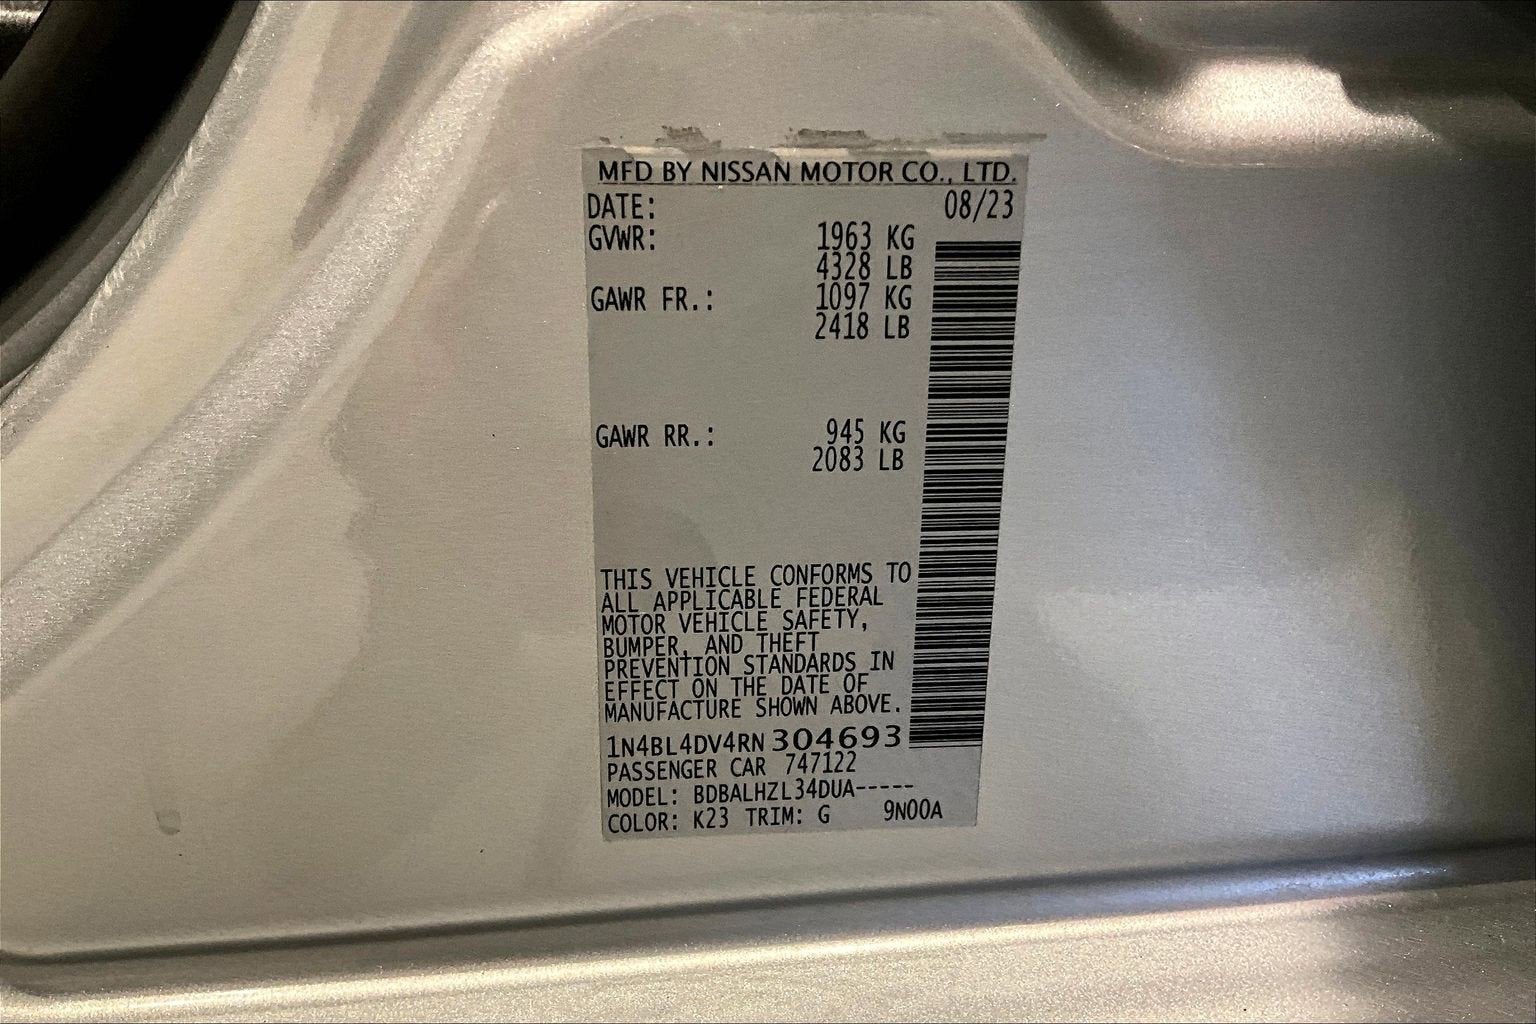 MFD BY NISSAN MOTOR CO., LTD.
DATE: 08/23
GVWR: 1963 KG
4328 LB
GAWR FR.: 1097 KG
2418 LB
GAWR RR.: 945 KG
2083 LB
THIS VEHICLE CONFORMS TO
ALL APPLICABLE FEDERAL
MOTOR VEHICLE SAFETY,
BUMPER, AND THEFT
PREVENTION STANDARDS IN
EFFECT ON THE DATE OF
MANUFACTURE SHOWN ABOVE.
1N4BL4DV4RN304693
PASSENGER CAR 747122
MODEL: BDBALHZL34DUA-----
COLOR: K23 TRIM: G 9N00A